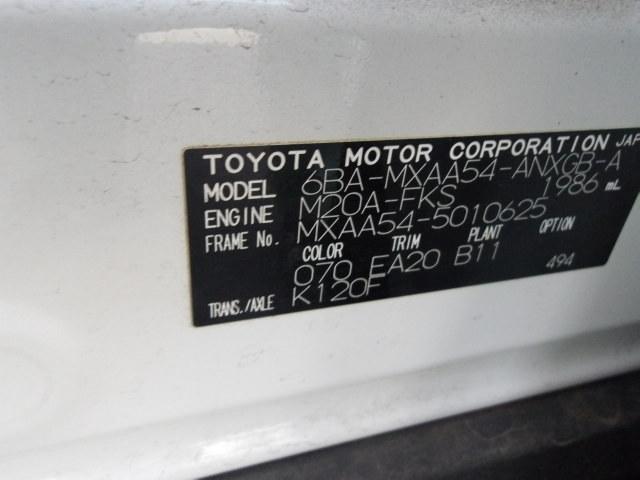 TOYOTA MOTOR CORPORATION JAP
MODEL 6BA-MXAA54-ANXGB-A
ENGINE M20A-FKS 1986 mL
FRAME No. MXAA54-5010625
COLOR TRIM PLANT OPTION
070 EA20 B11 494
TRANS./AXLE K120F